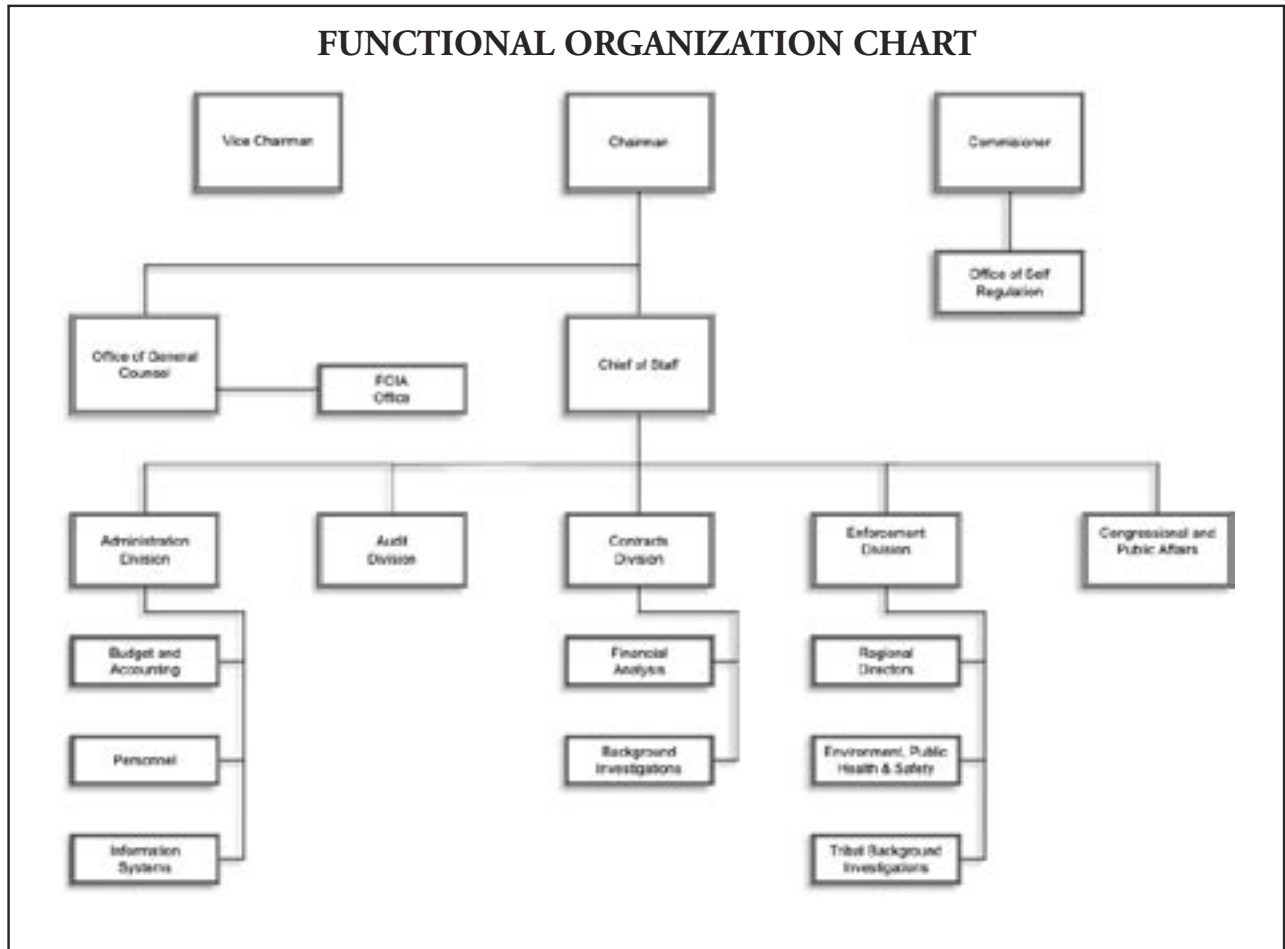 FUNCTIONAL ORGANIZATION CHART
Vice Chairman
Chairman
Commisioner
Office of Self
Regulation
Office of General
Counsel
FOIA
Office
Chief of Staff
Administration
Division
Audit
Division
Contracts
Division
Enforcement
Division
Congressional and
Public Affairs
Budget and
Accounting
Financial
Analysis
Regional
Directors
Personnel
Background
Investigations
Environment, Public
Health & Safety
Information
Systems
Tribal Background
Investigations